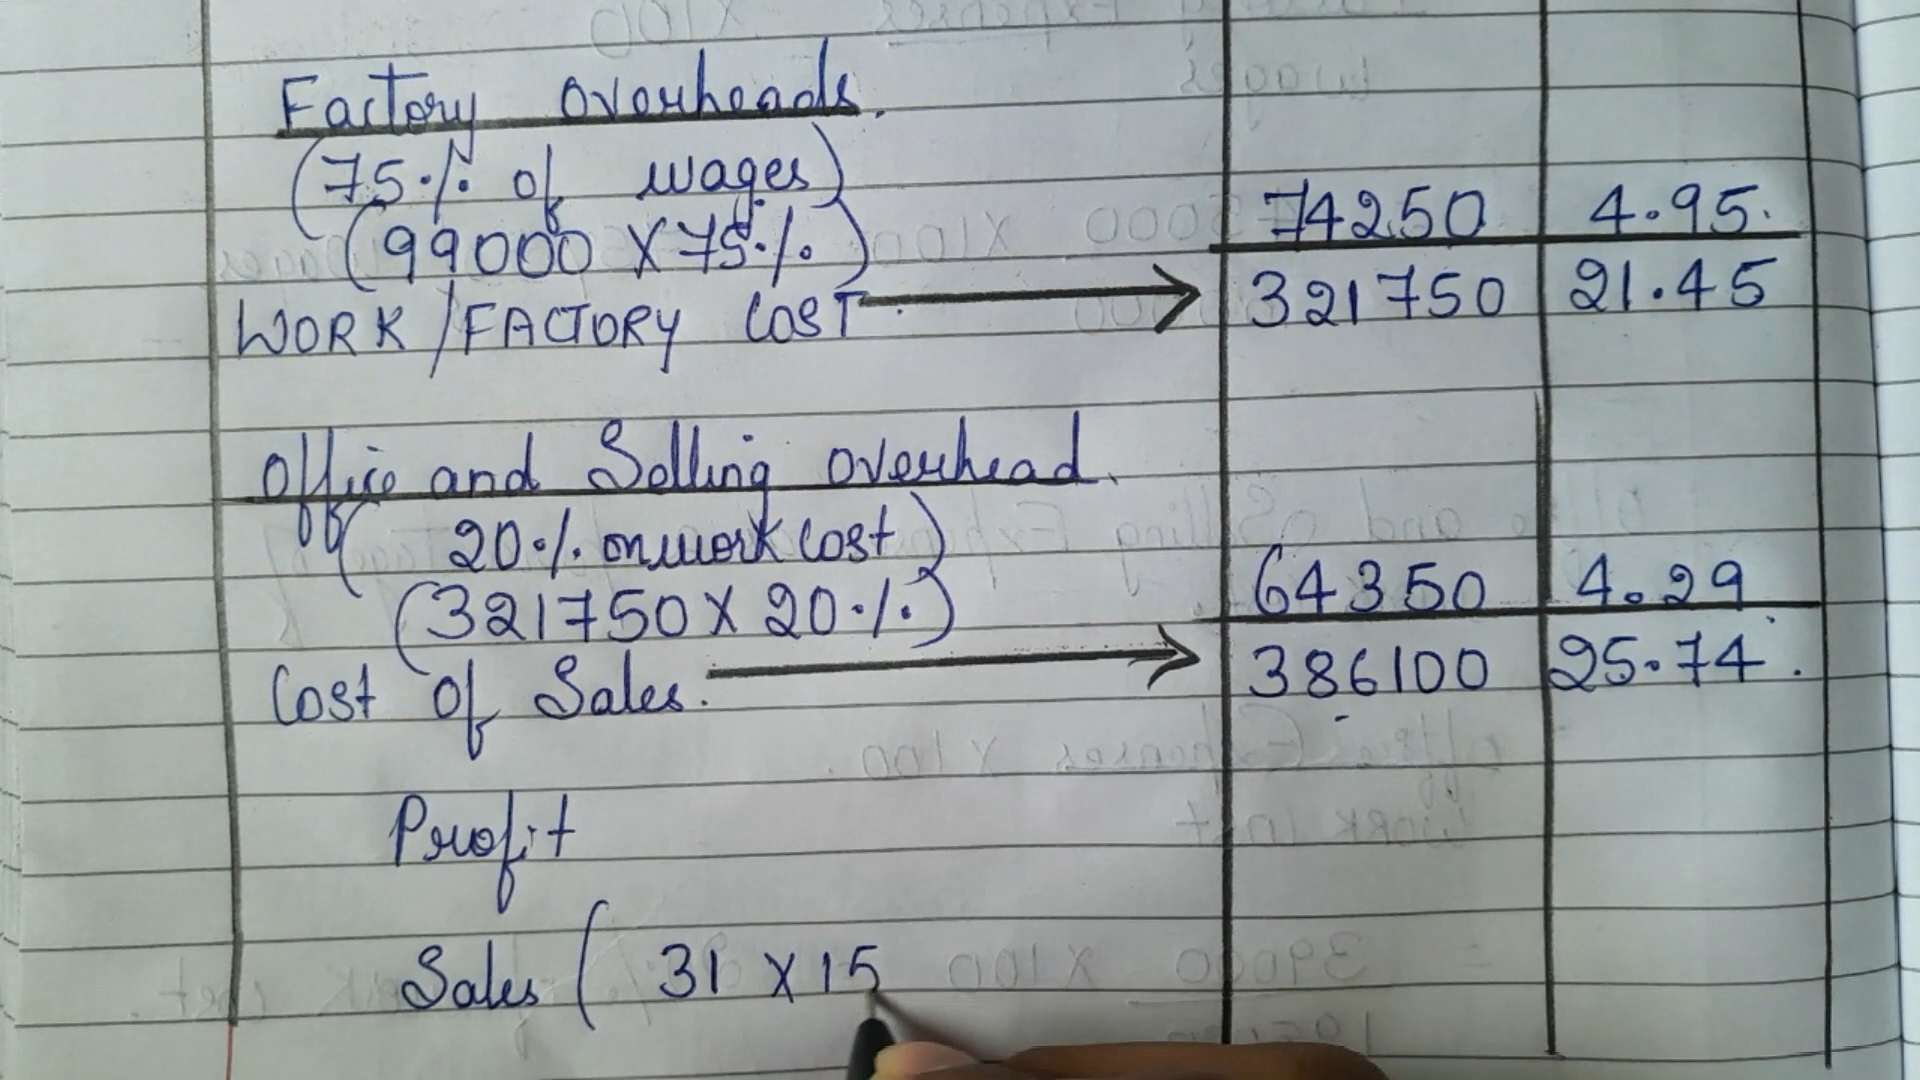 Factory overheads.
(75% of wages)
(99000 X 75%) 74250 4.95.
WORK/FACTORY COST 321750 21.45
Office and Selling overhead.
(20% on work cost)
(321750 X 20%) 64350 4.29
Cost of Sales. 386100 25.74.
Profit
Sales ( 31 X 15